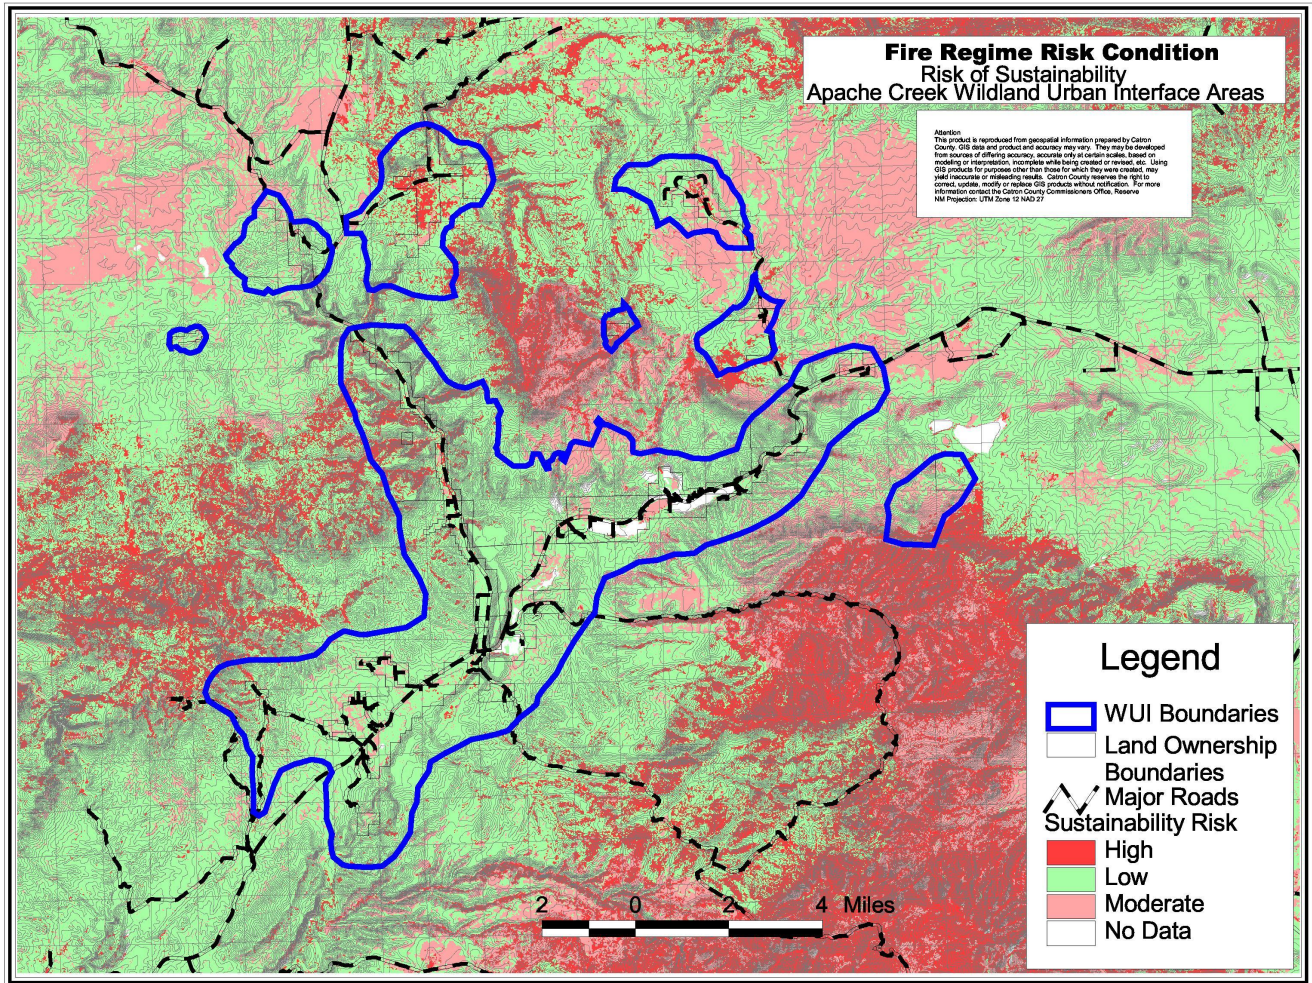 Fire Regime Risk Condition
Risk of Sustainability
Apache Creek Wildland Urban Interface Areas
Attention
This product is reproduced from geospatial information prepared by Catron
County. GIS data and product and accuracy may vary. They may be developed
from sources of differing accuracy, accurate only at certain scales, based on
modeling or interpretation, incomplete while being created or revised, etc. Using
GIS products for purposes other than those for which they were created, may
yield inaccurate or misleading results. Catron County reserves the right to
correct, update, modify or replace GIS products without notification. For more
information contact the Catron County Commissioners Office, Reserve
NM Projection: UTM Zone 12 NAD 27
Legend
WUI Boundaries
Land Ownership
Boundaries
Major Roads
Sustainability Risk
High
Low
Moderate
No Data
2 0 2 4 Miles